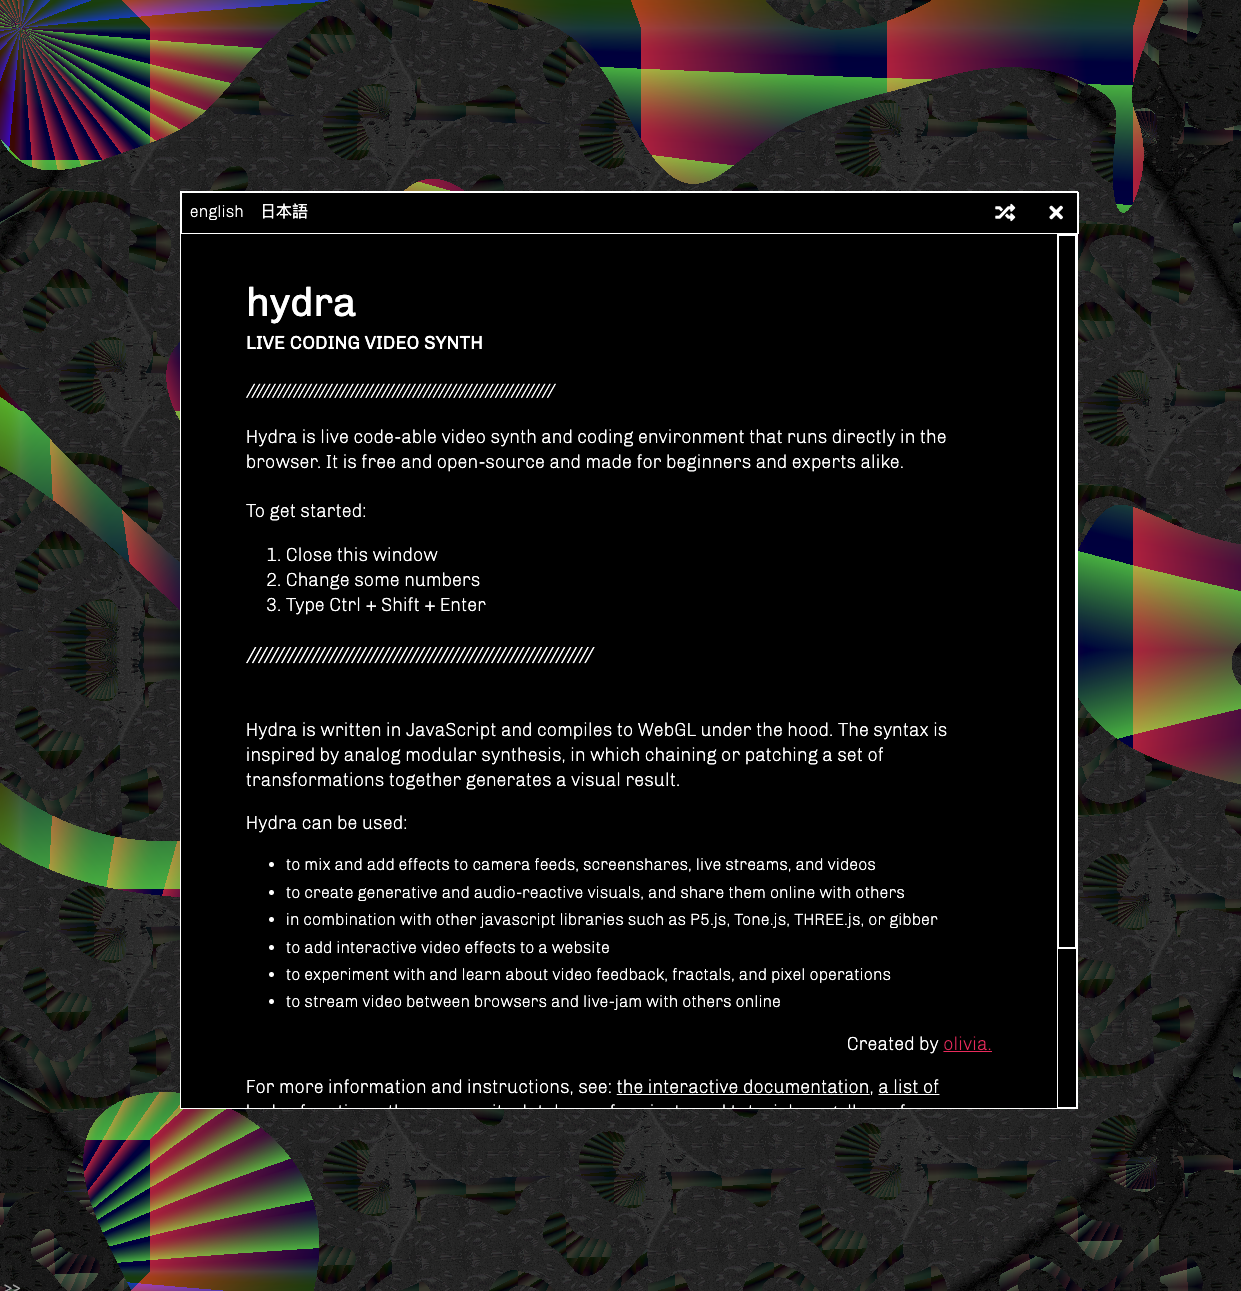 english 日本語
hydra
LIVE CODING VIDEO SYNTH
//////////////////////////////////////////////////////////
Hydra is live code-able video synth and coding environment that runs directly in the
browser. It is free and open-source and made for beginners and experts alike.
To get started:
1. Close this window
2. Change some numbers
3. Type Ctrl + Shift + Enter
//////////////////////////////////////////////////////////
Hydra is written in JavaScript and compiles to WebGL under the hood. The syntax is
inspired by analog modular synthesis, in which chaining or patching a set of
transformations together generates a visual result.
Hydra can be used:
• to mix and add effects to camera feeds, screenshares, live streams, and videos
• to create generative and audio-reactive visuals, and share them online with others
• in combination with other javascript libraries such as P5.js, Tone.js, THREE.js, or gibber
• to add interactive video effects to a website
• to experiment with and learn about video feedback, fractals, and pixel operations
• to stream video between browsers and live-jam with others online
Created by olivia.
For more information and instructions, see: the interactive documentation, a list of
>>